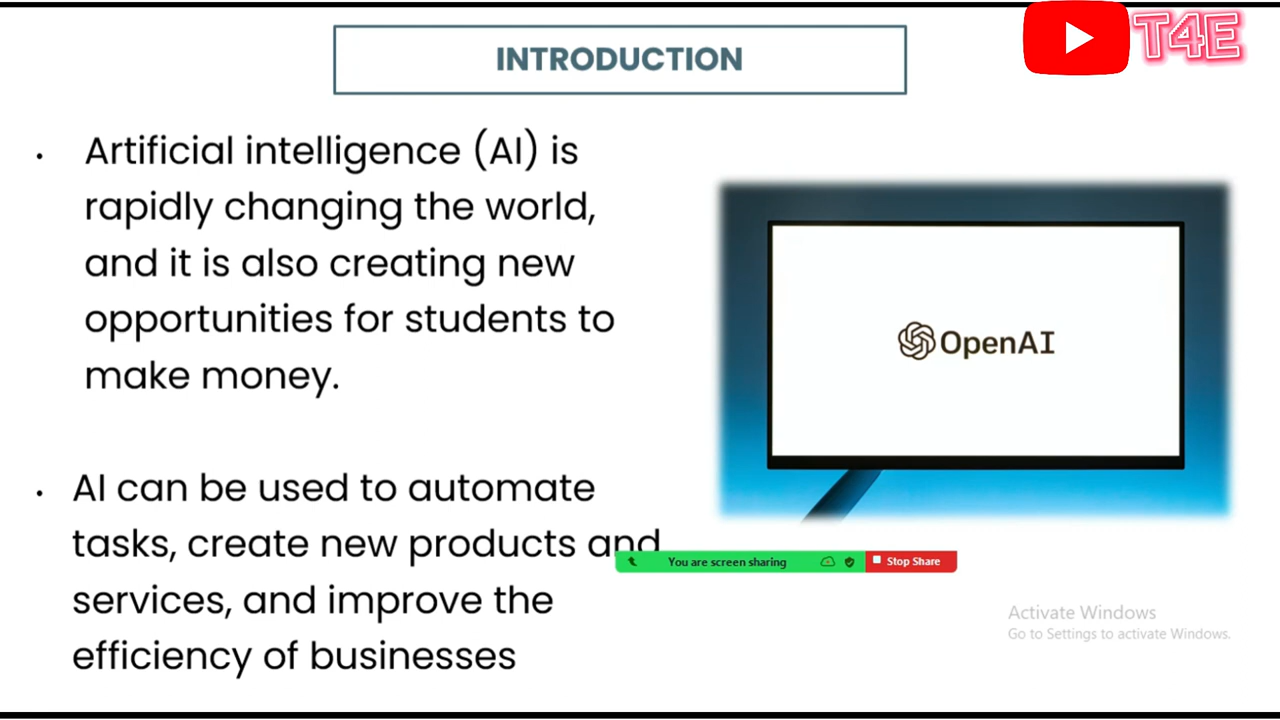 T4E
INTRODUCTION
• Artificial intelligence (AI) is
rapidly changing the world,
and it is also creating new
opportunities for students to
make money.
OpenAI
• AI can be used to automate
tasks, create new products and
services, and improve the
efficiency of businesses
You are screen sharing
Stop Share
Activate Windows
Go to Settings to activate Windows.